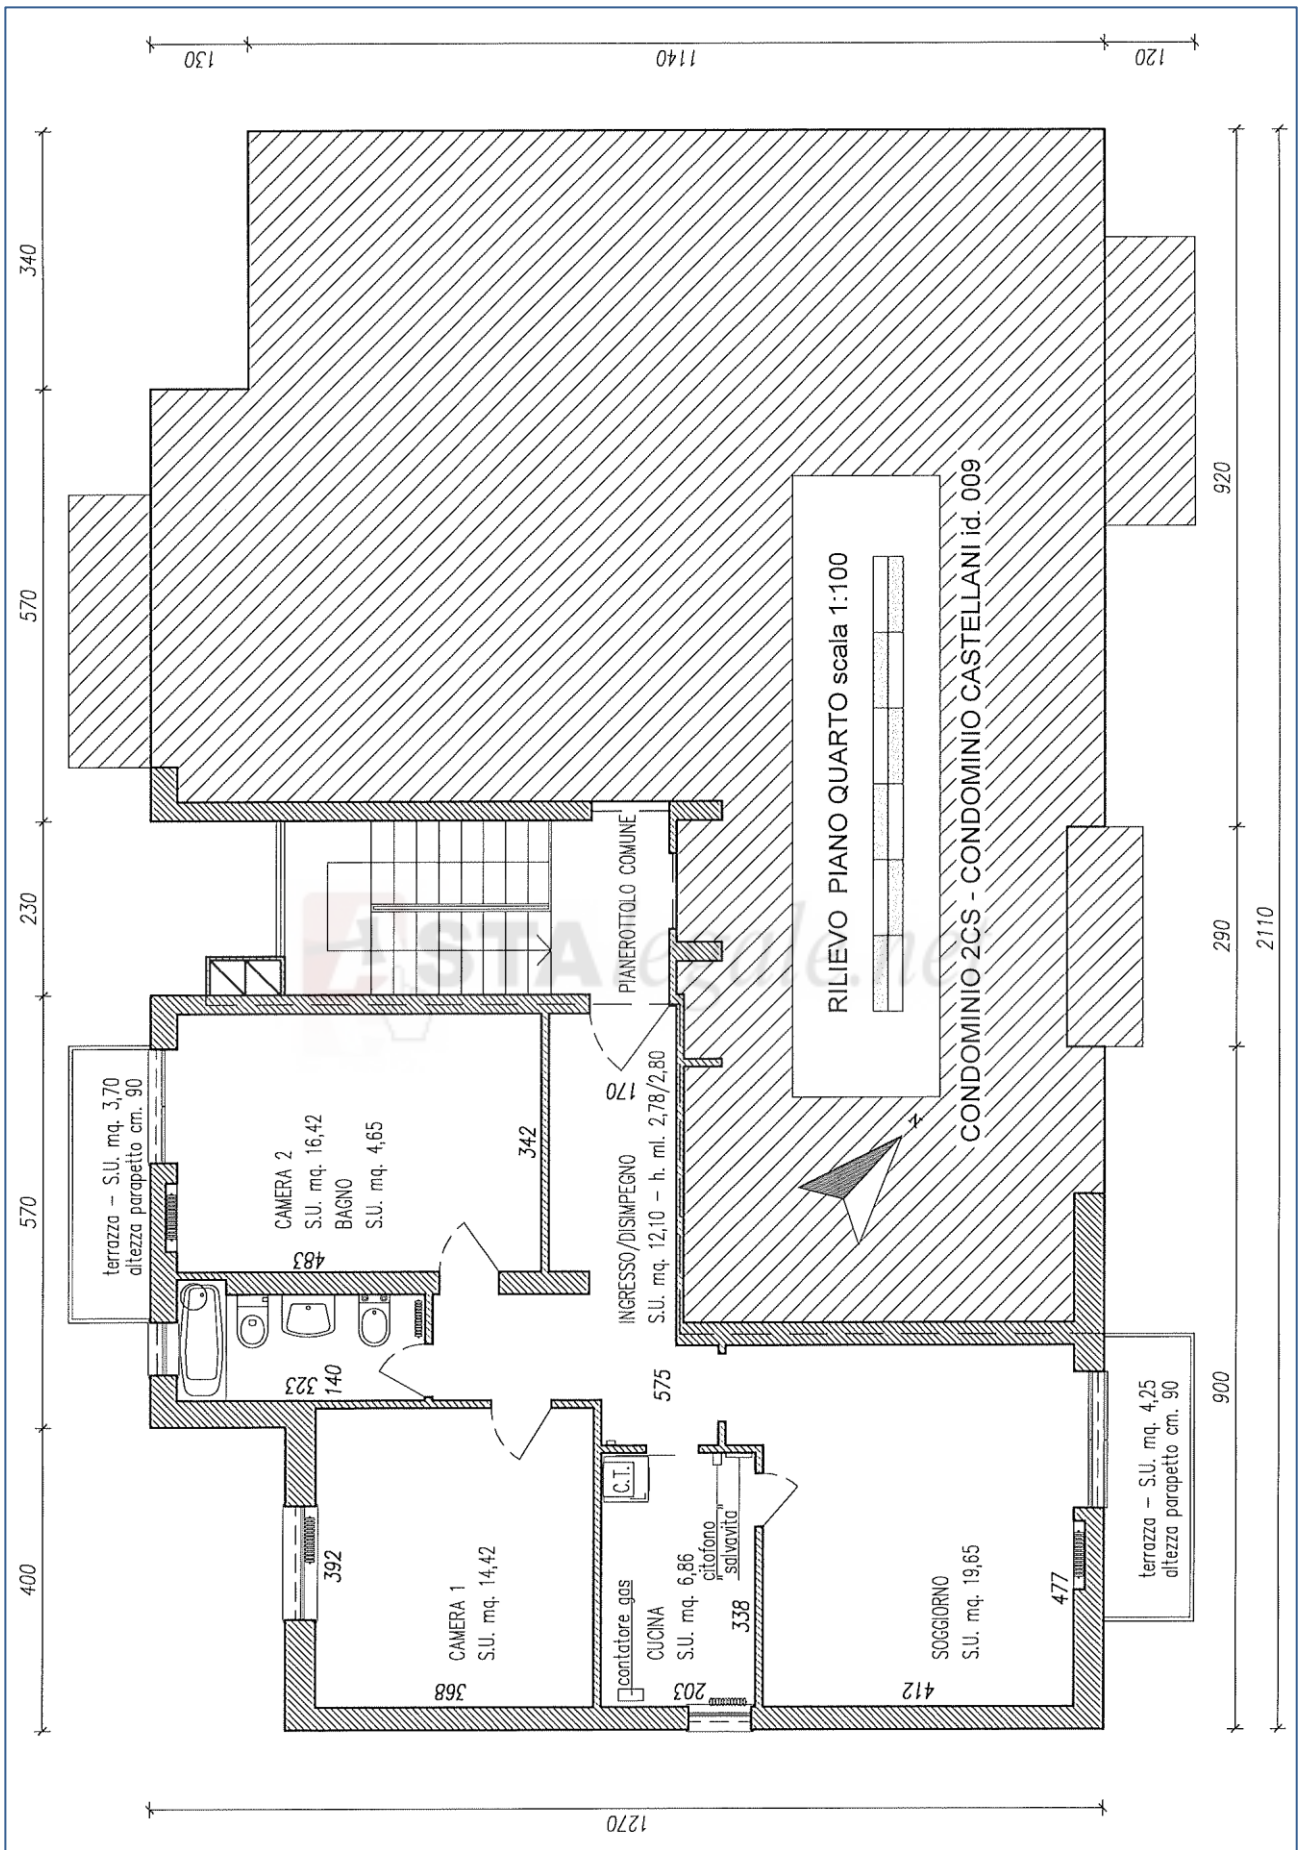 130
1140
120
340
570
230
570
400
920
290
900
2110
1270
terrazza – S.U. mq. 3,70
altezza parapetto cm. 90
CAMERA 2
S.U. mq. 16,42
BAGNO
S.U. mq. 4,65
483
342
323
140
PIANEROTTOLO COMUNE
170
INGRESSO/DISIMPEGNO
S.U. mq. 12,10 – h. ml. 2,78/2,80
575
392
CAMERA 1
S.U. mq. 14,42
368
C.T.
contatore gas
CUCINA
S.U. mq. 6,86
citofono
"salvavita"
338
203
SOGGIORNO
S.U. mq. 19,65
477
412
terrazza – S.U. mq. 4,25
altezza parapetto cm. 90
RILIEVO PIANO QUARTO scala 1:100
CONDOMINIO 2CS - CONDOMINIO CASTELLANI id. 009
N
ASTAlegale.net